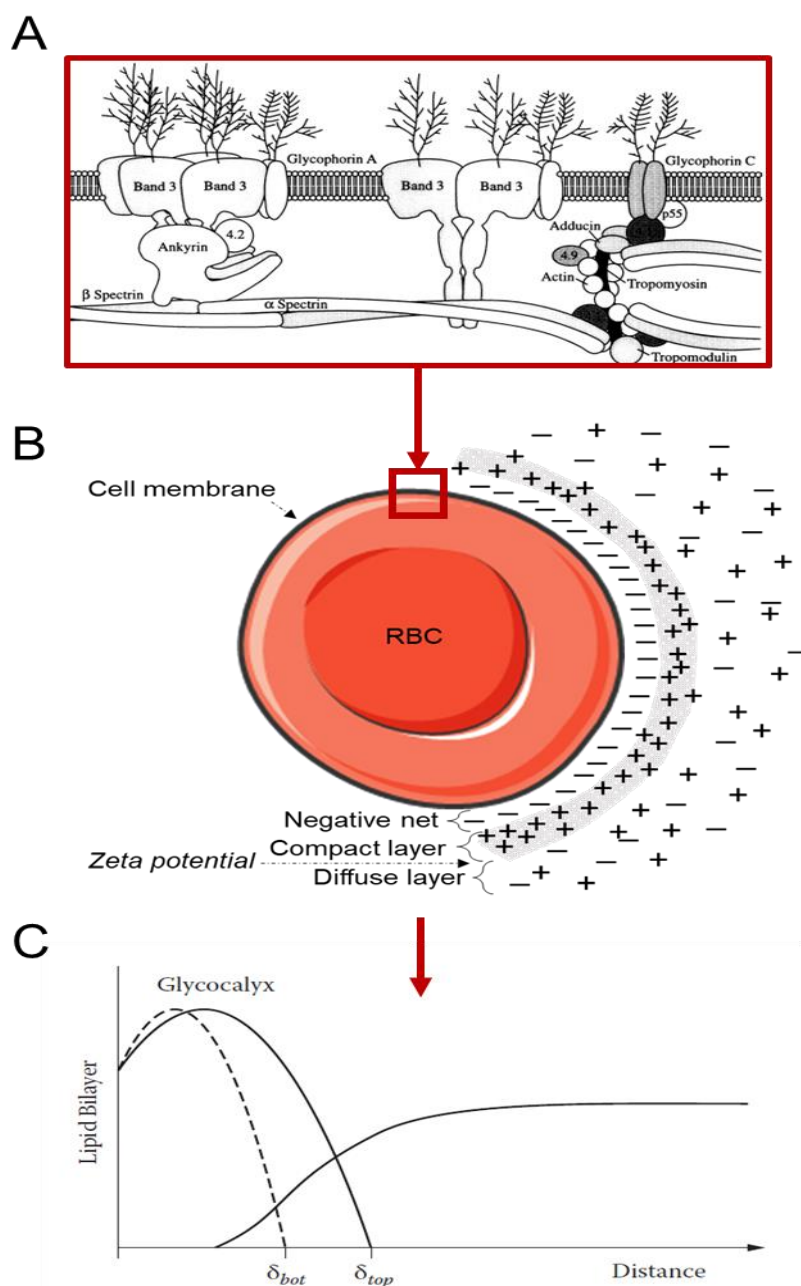 A
Glycophorin A
Glycophorin C
Band 3
Band 3
Band 3
Band 3
p55
Adducin
4.2
Ankyrin
4.9
Actin
Tropomyosin
β Spectrin
α Spectrin
Tropomodulin
B
Cell membrane
RBC
Negative net
Compact layer
Zeta potential
Diffuse layer
C
Glycocalyx
Lipid Bilayer
δbot
δtop
Distance